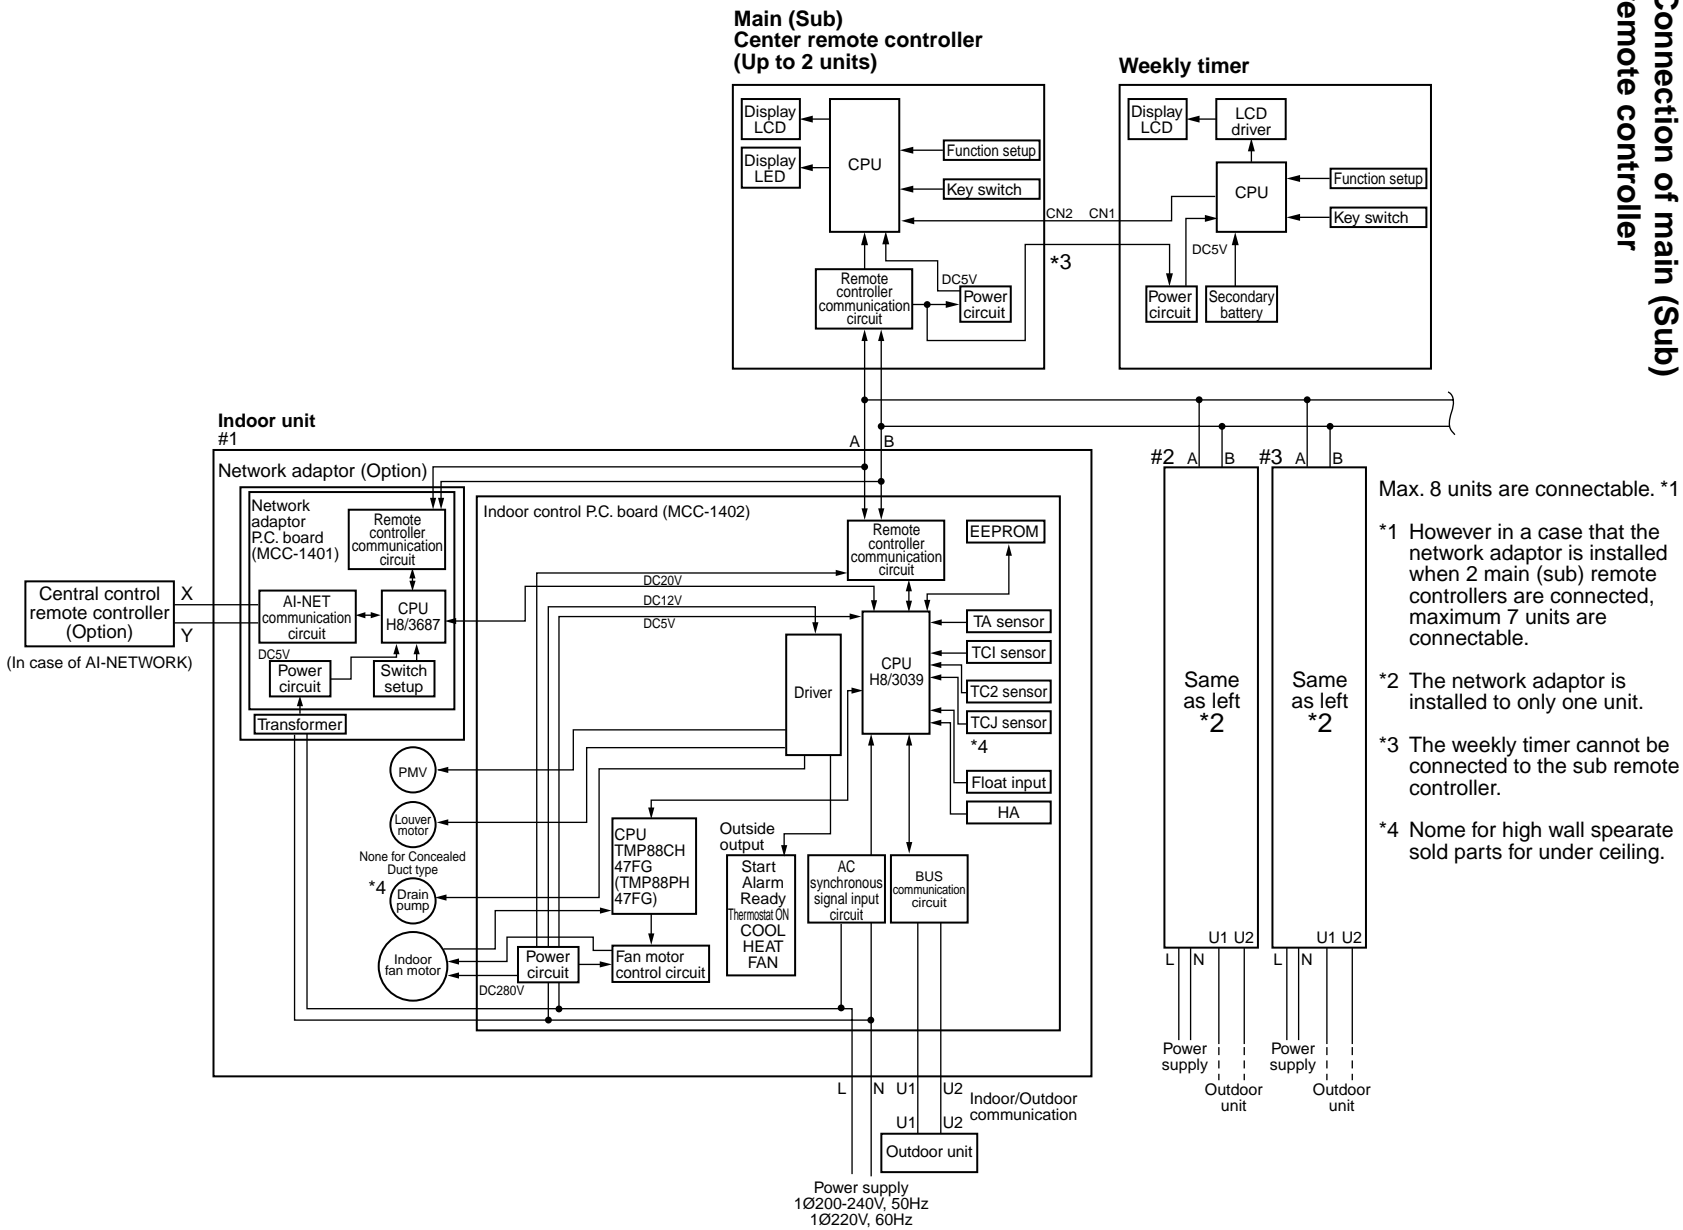 Connection of main (Sub)
remote controller
Main (Sub)
Center remote controller
(Up to 2 units)
Display
LCD
Display
LED
CPU
Function setup
Key switch
Remote
controller
communication
circuit
DC5V
Power
circuit
CN2
CN1
*3
Weekly timer
Display
LCD
LCD
driver
CPU
Function setup
Key switch
DC5V
Power
circuit
Secondary
battery
Indoor unit
#1
A
B
Network adaptor (Option)
Network
adaptor
P.C. board
(MCC-1401)
Remote
controller
communication
circuit
AI-NET
communication
circuit
CPU
H8/3687
DC5V
Power
circuit
Switch
setup
Transformer
Central control
remote controller
(Option)
X
Y
(In case of AI-NETWORK)
Indoor control P.C. board (MCC-1402)
Remote
controller
communication
circuit
EEPROM
DC20V
DC12V
DC5V
Driver
CPU
H8/3039
TA sensor
TCI sensor
TC2 sensor
TCJ sensor
*4
Float input
HA
PMV
Louver
motor
None for Concealed
Duct type
*4
Drain
pump
Indoor
fan motor
CPU
TMP88CH
47FG
(TMP88PH
47FG)
Power
circuit
DC280V
Fan motor
control circuit
Outside
output
Start
Alarm
Ready
Thermostat ON
COOL
HEAT
FAN
AC
synchronous
signal input
circuit
BUS
communication
circuit
L
N
U1
U2
Indoor/Outdoor
communication
U1
U2
Outdoor unit
Power supply
1Ø200-240V, 50Hz
1Ø220V, 60Hz
#2
A
B
Same
as left
*2
U1 U2
L
N
Power
supply
Outdoor
unit
#3
A
B
Same
as left
*2
U1 U2
L
N
Power
supply
Outdoor
unit
Max. 8 units are connectable. *1
*1 However in a case that the
network adaptor is installed
when 2 main (sub) remote
controllers are connected,
maximum 7 units are
connectable.
*2 The network adaptor is
installed to only one unit.
*3 The weekly timer cannot be
connected to the sub remote
controller.
*4 Nome for high wall spearate
sold parts for under ceiling.